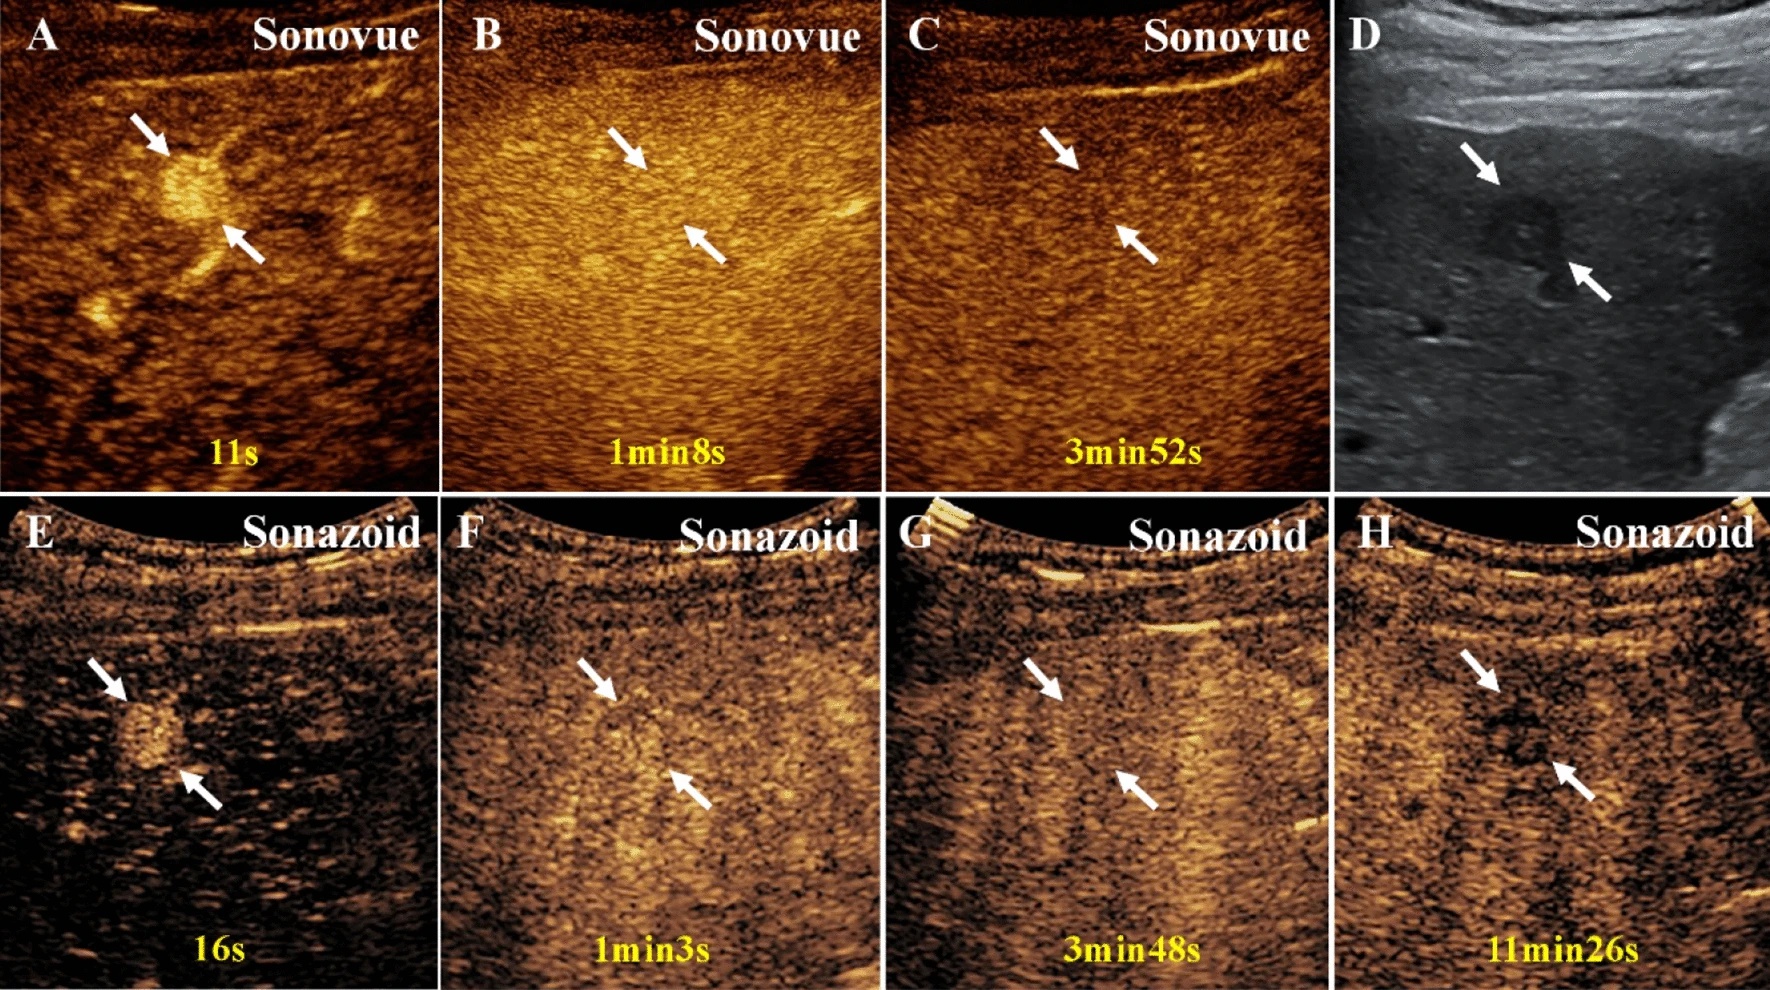 A Sonovue
11s
B Sonovue
1min8s
C Sonovue
3min52s
D
E Sonazoid
16s
F Sonazoid
1min3s
G Sonazoid
3min48s
H Sonazoid
11min26s